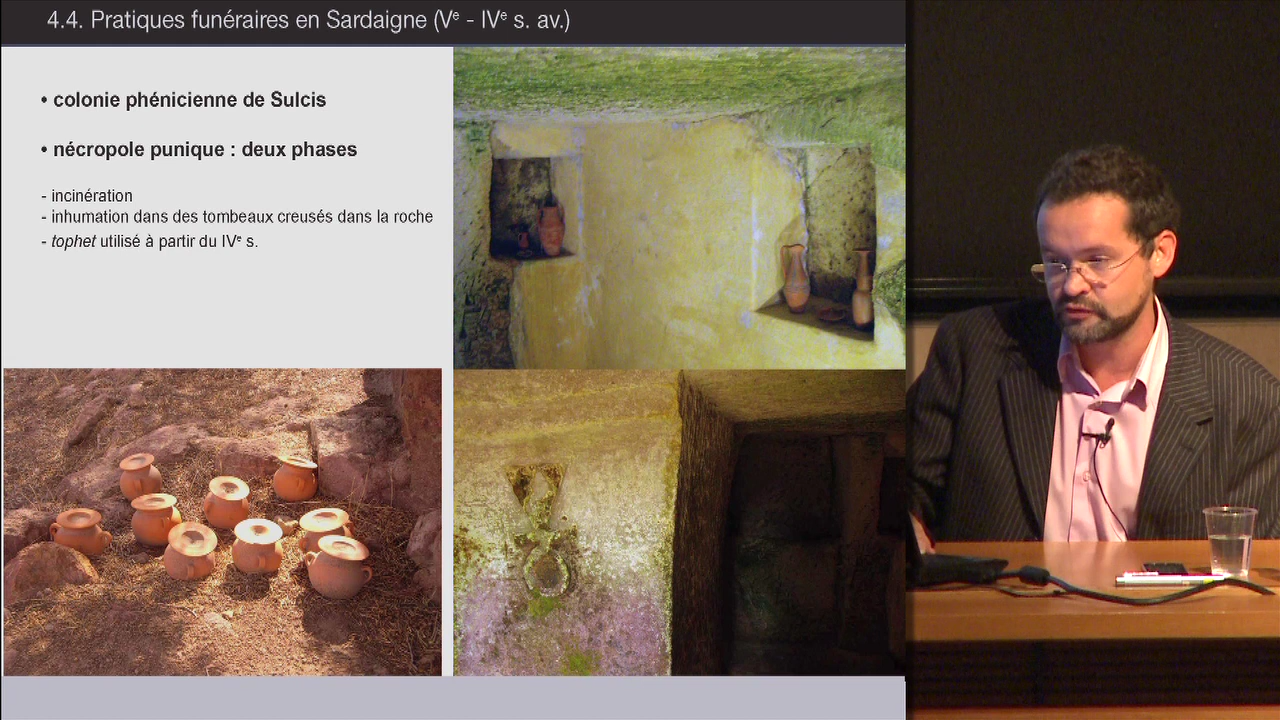 4.4. Pratiques funéraires en Sardaigne (Vᵉ - IVᵉ s. av.)
• colonie phénicienne de Sulcis
• nécropole punique : deux phases
- incinération
- inhumation dans des tombeaux creusés dans la roche
- tophet utilisé à partir du IVᵉ s.